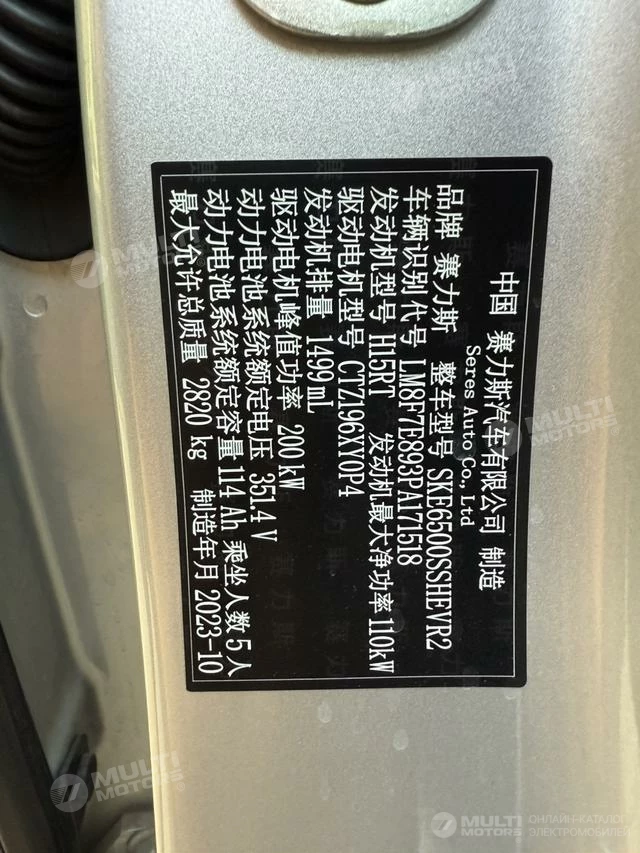 中国 赛力斯汽车有限公司 制造
Seres Auto Co., Ltd
品牌 赛力斯 整车型号 SKE6500SSHEVR2
车辆识别代号 LM8F7E893PA171518
发动机型号 H15RT 发动机最大净功率 110kW
驱动电机型号 CTZ196XY0P4
发动机排量 1499 mL
驱动电机峰值功率 200 kW
动力电池系统额定电压 351.4 V
动力电池系统额定容量 114 Ah 乘坐人数 5 人
最大允许总质量 2820 kg 制造年月 2023-10
MULTI MOTORS
MULTI MOTORS
MULTI MOTORS
MULTI MOTORS ОНЛАЙН-КАТАЛОГ ЭЛЕКТРОМОБИЛЕЙ